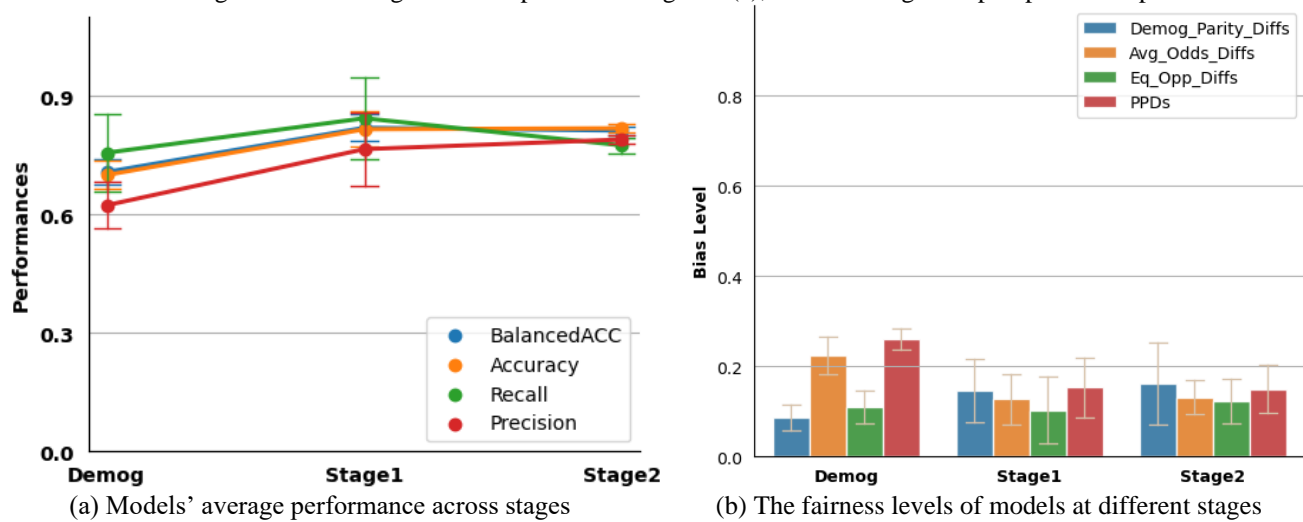 0.9
0.6
0.3
0.0
Performances
BalancedACC
Accuracy
Recall
Precision
Demog Stage1 Stage2
(a) Models’ average performance across stages
Demog_Parity_Diffs
Avg_Odds_Diffs
Eq_Opp_Diffs
PPDs
0.8
0.6
0.4
0.2
0.0
Bias Level
Demog Stage1 Stage2
(b) The fairness levels of models at different stages